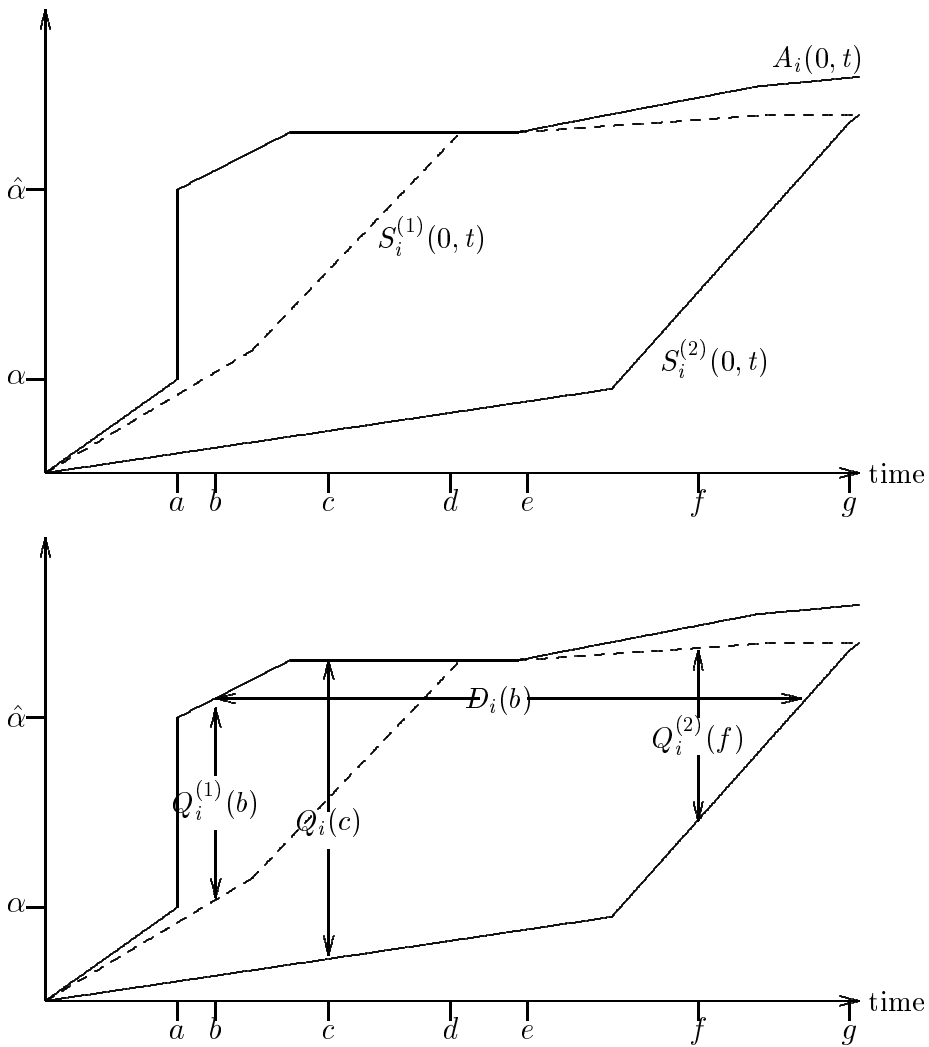 A_i(0, t)
α̂
S_i^{(1)}(0, t)
S_i^{(2)}(0, t)
α
time
a b c d e f g
α̂
D_i(b)
Q_i^{(2)}(f)
Q_i^{(1)}(b)
Q_i(c)
α
time
a b c d e f g